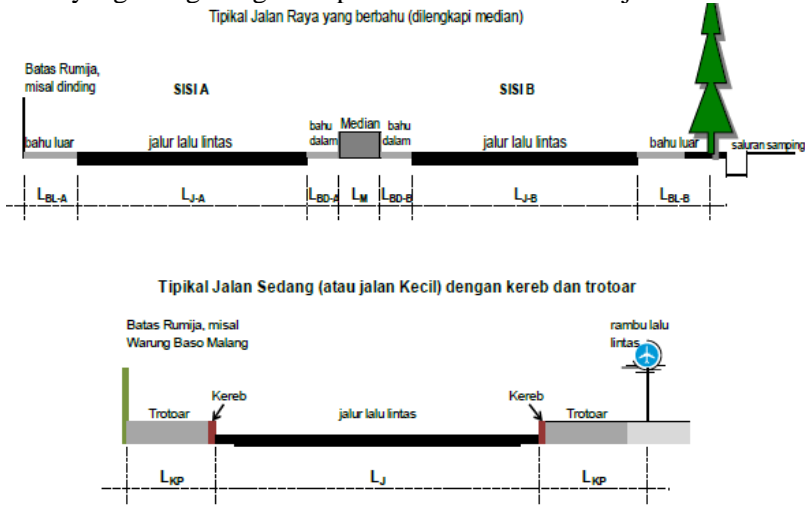 Tipikal Jalan Raya yang berbahu (dilengkapi median)
Batas Rumija,
misal dinding
SISI A
SISI B
bahu luar
jalur lalu lintas
bahu
dalam
Median
bahu
dalam
jalur lalu lintas
bahu luar
saluran samping
LBL-A
LJ-A
LBD-A
LM
LBD-B
LJ-B
LBL-B
Tipikal Jalan Sedang (atau jalan Kecil) dengan kereb dan trotoar
Batas Rumija, misal
Warung Baso Malang
rambu lalu
lintas
Trotoar
Kereb
jalur lalu lintas
Kereb
Trotoar
LKP
LJ
LKP